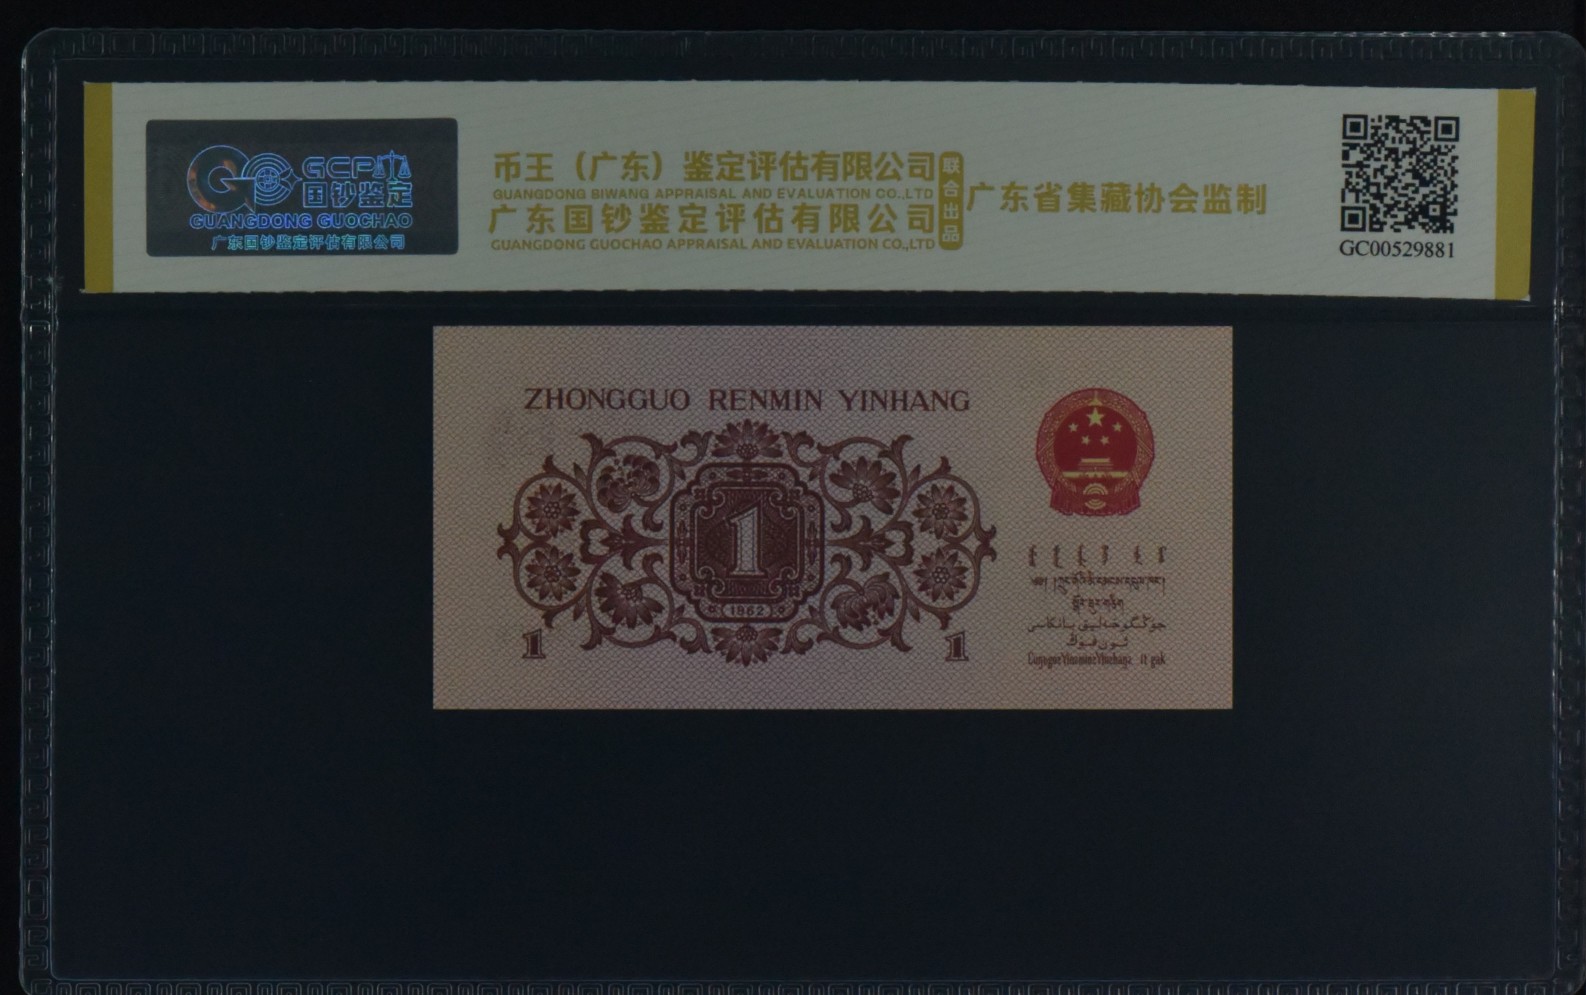 GCP
国钞鉴定
GUANGDONG GUOCHAO
广东国钞鉴定评估有限公司
币王（广东）鉴定评估有限公司
GUANGDONG BIWANG APPRAISAL AND EVALUATION CO.,LTD
广东国钞鉴定评估有限公司
GUANGDONG GUOCHAO APPRAISAL AND EVALUATION CO.,LTD
联合出品
广东省集藏协会监制
GC00529881
ZHONGGUO RENMIN YINHANG
1
1962
1
1